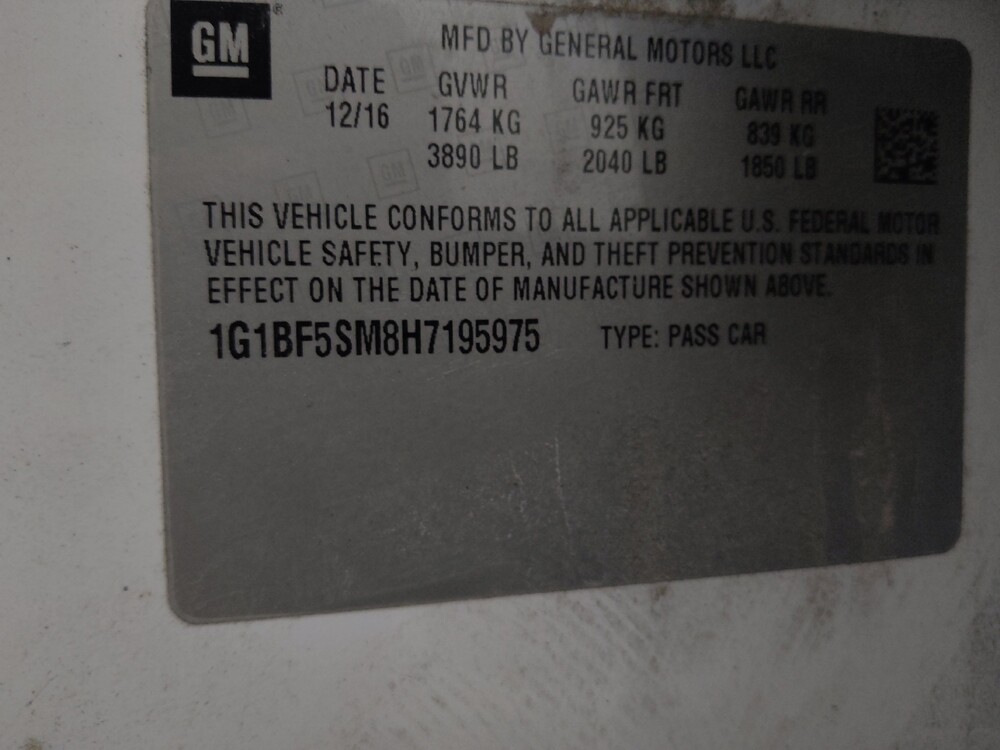 GM
MFD BY GENERAL MOTORS LLC
DATE GVWR GAWR FRT GAWR RR
12/16 1764 KG 925 KG 839 KG
3890 LB 2040 LB 1850 LB
THIS VEHICLE CONFORMS TO ALL APPLICABLE U.S. FEDERAL MOTOR
VEHICLE SAFETY, BUMPER, AND THEFT PREVENTION STANDARDS IN
EFFECT ON THE DATE OF MANUFACTURE SHOWN ABOVE.
1G1BF5SM8H7195975 TYPE: PASS CAR